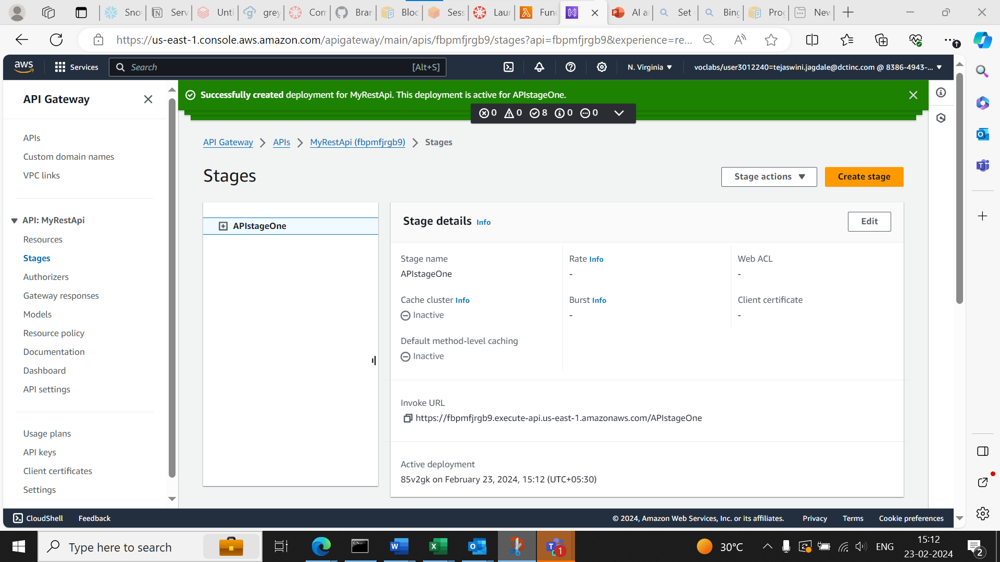 Snov
Serv
Unti
grey
Com
Bran
Bloc
Sess
Laun
Func
AI a
Set
Bing
Prog
New
https://us-east-1.console.aws.amazon.com/apigateway/main/apis/fbpmfjrgb9/stages?api=fbpmfjrgb9&experience=re...
aws
Services
Search
[Alt+S]
N. Virginia
voclabs/user3012240=tejaswini.jagdale@dctinc.com @ 8386-4943-...
API Gateway
Successfully created deployment for MyRestApi. This deployment is active for APIstageOne.
0 0 8 0 0
APIs
Custom domain names
VPC links
API: MyRestApi
Resources
Stages
Authorizers
Gateway responses
Models
Resource policy
Documentation
Dashboard
API settings
Usage plans
API keys
Client certificates
Settings
API Gateway
APIs
MyRestApi (fbpmfjrgb9)
Stages
Stages
Stage actions
Create stage
APIstageOne
Stage details Info
Edit
Stage name
APIstageOne
Rate Info
-
Web ACL
-
Cache cluster Info
Inactive
Burst Info
-
Client certificate
-
Default method-level caching
Inactive
Invoke URL
https://fbpmfjrgb9.execute-api.us-east-1.amazonaws.com/APIstageOne
Active deployment
85v2gk on February 23, 2024, 15:12 (UTC+05:30)
CloudShell
Feedback
© 2024, Amazon Web Services, Inc. or its affiliates.
Privacy
Terms
Cookie preferences
Type here to search
1
30°C
ENG
15:12
23-02-2024
2